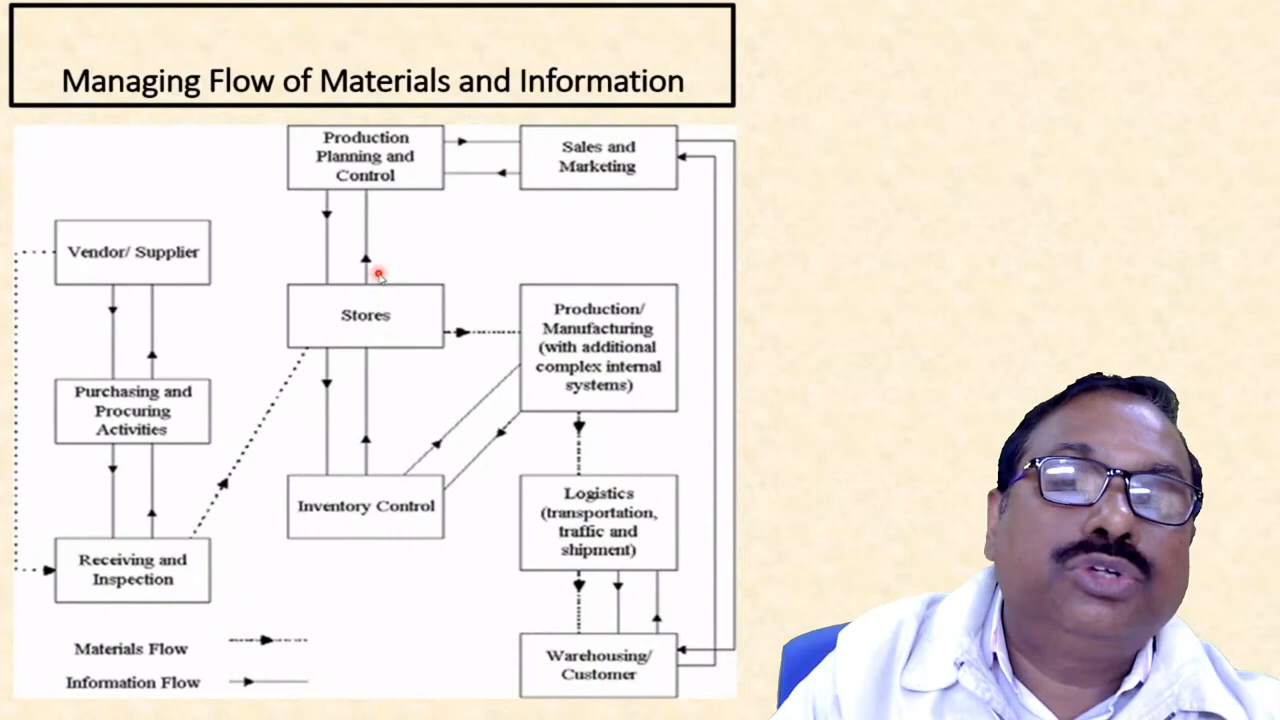 Managing Flow of Materials and Information
Production
Planning and
Control
Sales and
Marketing
Vendor/ Supplier
Stores
Production/
Manufacturing
(with additional
complex internal
systems)
Purchasing and
Procuring
Activities
Inventory Control
Logistics
(transportation,
traffic and
shipment)
Receiving and
Inspection
Warehousing/
Customer
Materials Flow
Information Flow